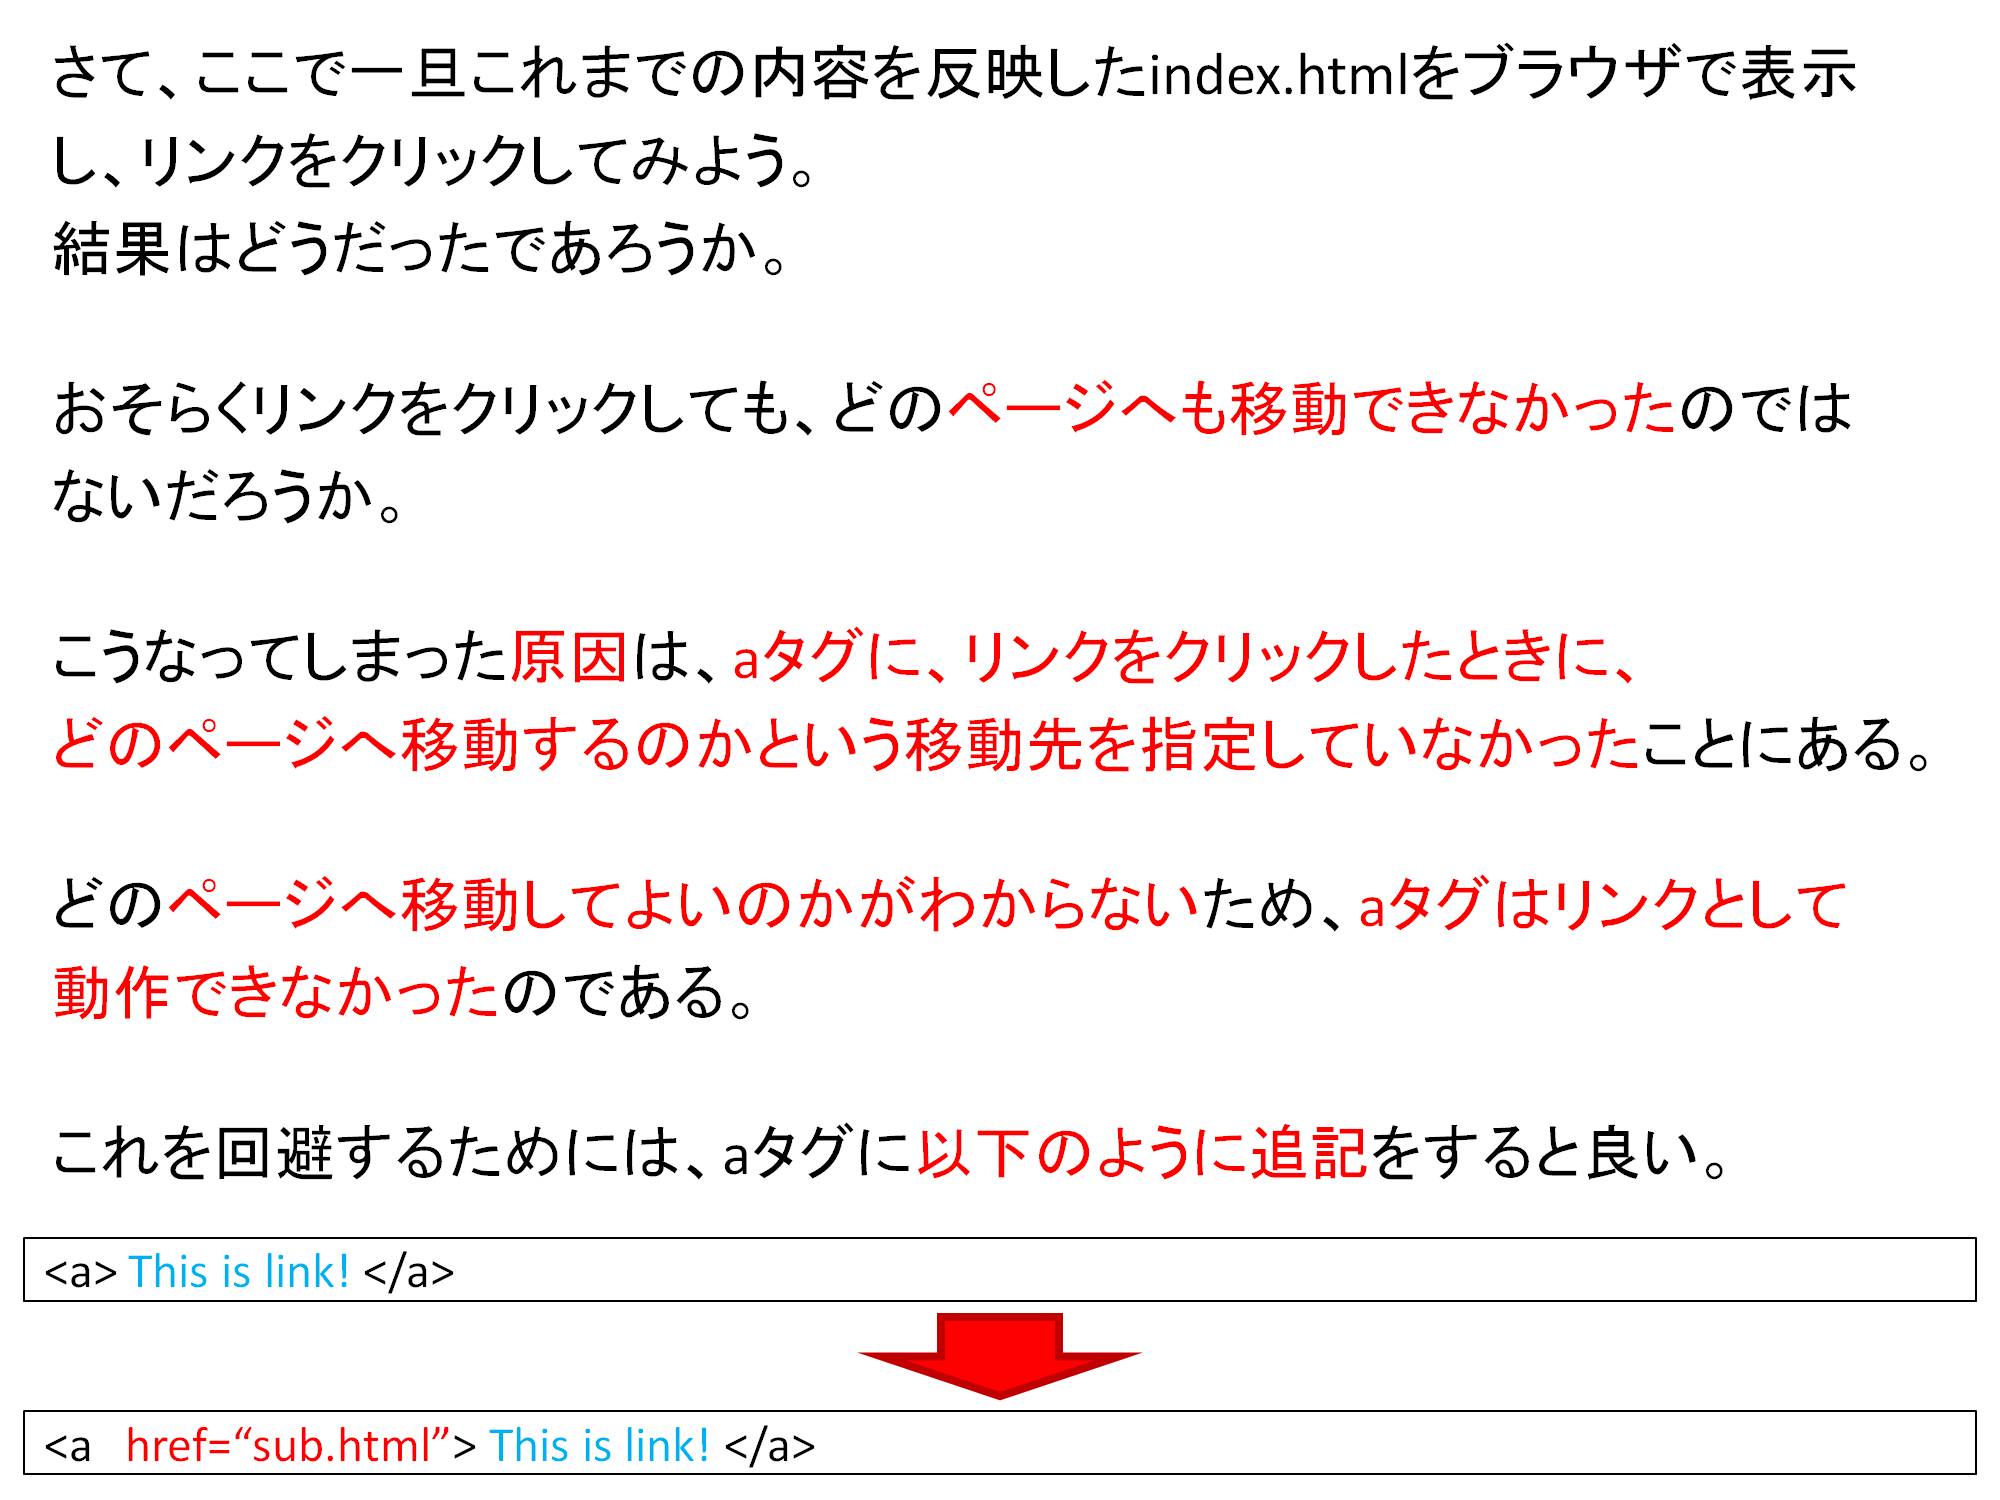 さて、ここで一旦これまでの内容を反映したindex.htmlをブラウザで表示
し、リンクをクリックしてみよう。
結果はどうだったであろうか。
おそらくリンクをクリックしても、どのページへも移動できなかったのでは
ないだろうか。
こうなってしまった原因は、aタグに、リンクをクリックしたときに、
どのページへ移動するのかという移動先を指定していなかったことにある。
どのページへ移動してよいのかがわからないため、aタグはリンクとして
動作できなかったのである。
これを回避するためには、aタグに以下のように追記をすると良い。
<a> This is link! </a>
<a   href=“sub.html”> This is link! </a>